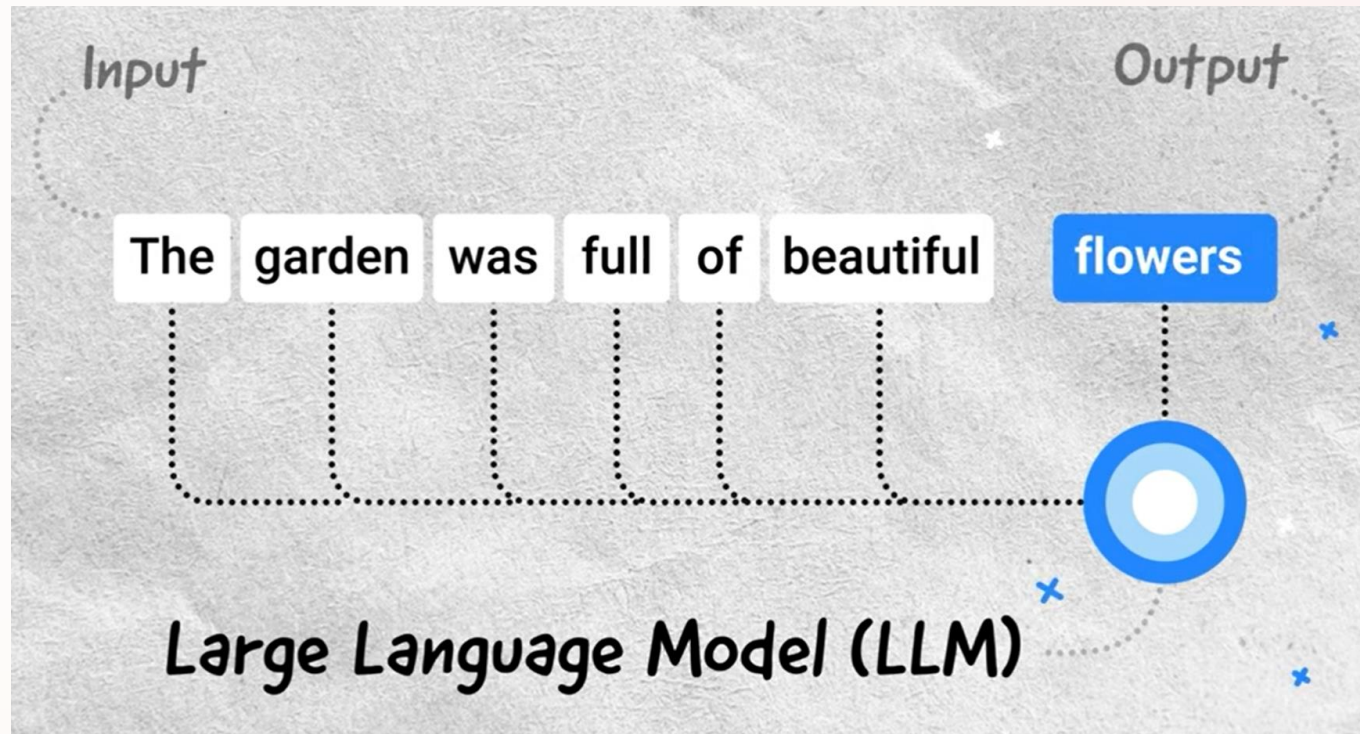 Input
Output
The garden was full of beautiful flowers
Large Language Model (LLM)